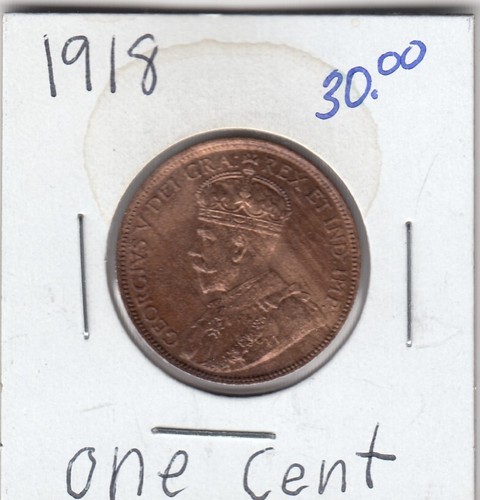 1918
30.00
GEORGIVS V DEI GRA: REX ET IND: IMP:
one cent